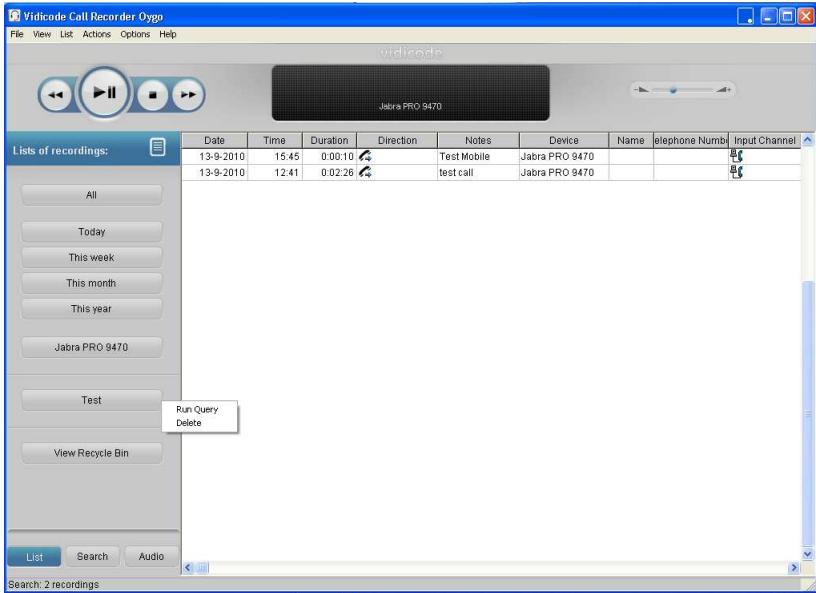 Vidicode Call Recorder Oygo
File View List Actions Options Help
vidicode
Jabra PRO 9470
Lists of recordings:
Date Time Duration Direction Notes Device Name elephone Numb Input Channel
13-9-2010 15:45 0:00:10 Test Mobile Jabra PRO 9470
13-9-2010 12:41 0:02:26 test call Jabra PRO 9470
All
Today
This week
This month
This year
Jabra PRO 9470
Test
Run Query
Delete
View Recycle Bin
List Search Audio
Search: 2 recordings